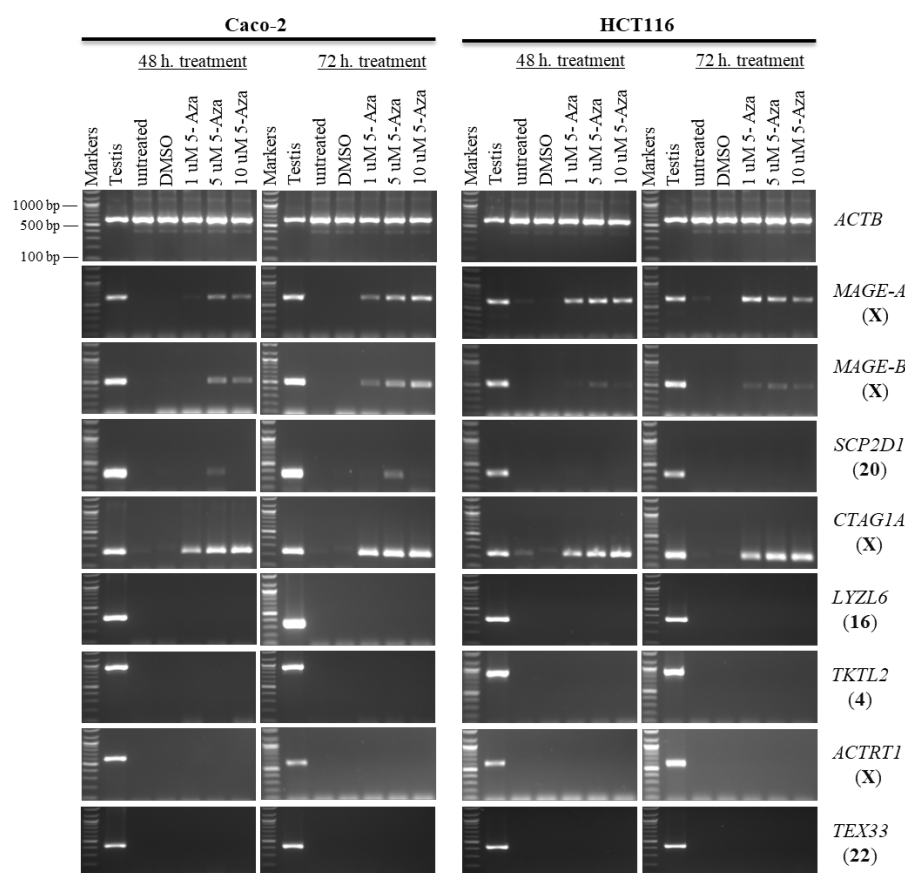 Caco-2
HCT116
48 h. treatment
72 h. treatment
48 h. treatment
72 h. treatment
Markers
Testis
untreated
DMSO
1 uM 5- Aza
5 uM 5-Aza
10 uM 5-Aza
Markers
Testis
untreated
DMSO
1 uM 5- Aza
5 uM 5-Aza
10 uM 5-Aza
Markers
Testis
untreated
DMSO
1 uM 5- Aza
5 uM 5-Aza
10 uM 5-Aza
Markers
Testis
untreated
DMSO
1 uM 5- Aza
5 uM 5-Aza
10 uM 5-Aza
1000 bp
500 bp
100 bp
ACTB
MAGE-A
(X)
MAGE-B
(X)
SCP2D1
(20)
CTAG1A
(X)
LYZL6
(16)
TKTL2
(4)
ACTRT1
(X)
TEX33
(22)